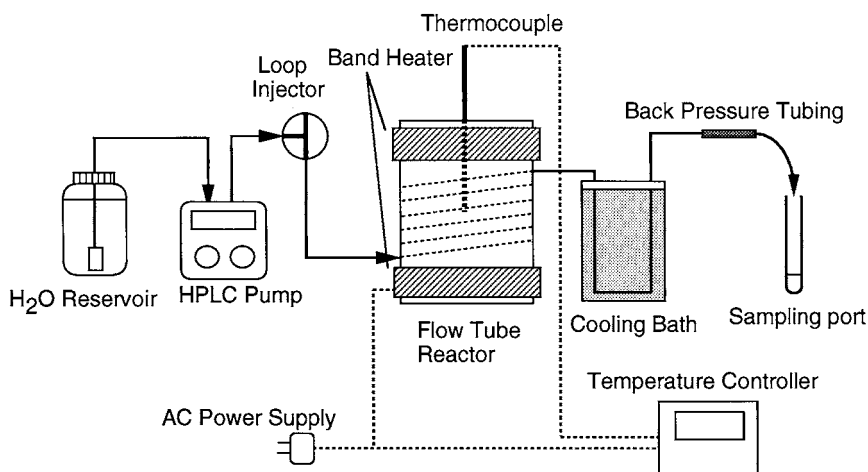 Thermocouple
Band Heater
Loop
Injector
Back Pressure Tubing
H₂O Reservoir
HPLC Pump
Flow Tube
Reactor
Cooling Bath
Sampling port
Temperature Controller
AC Power Supply